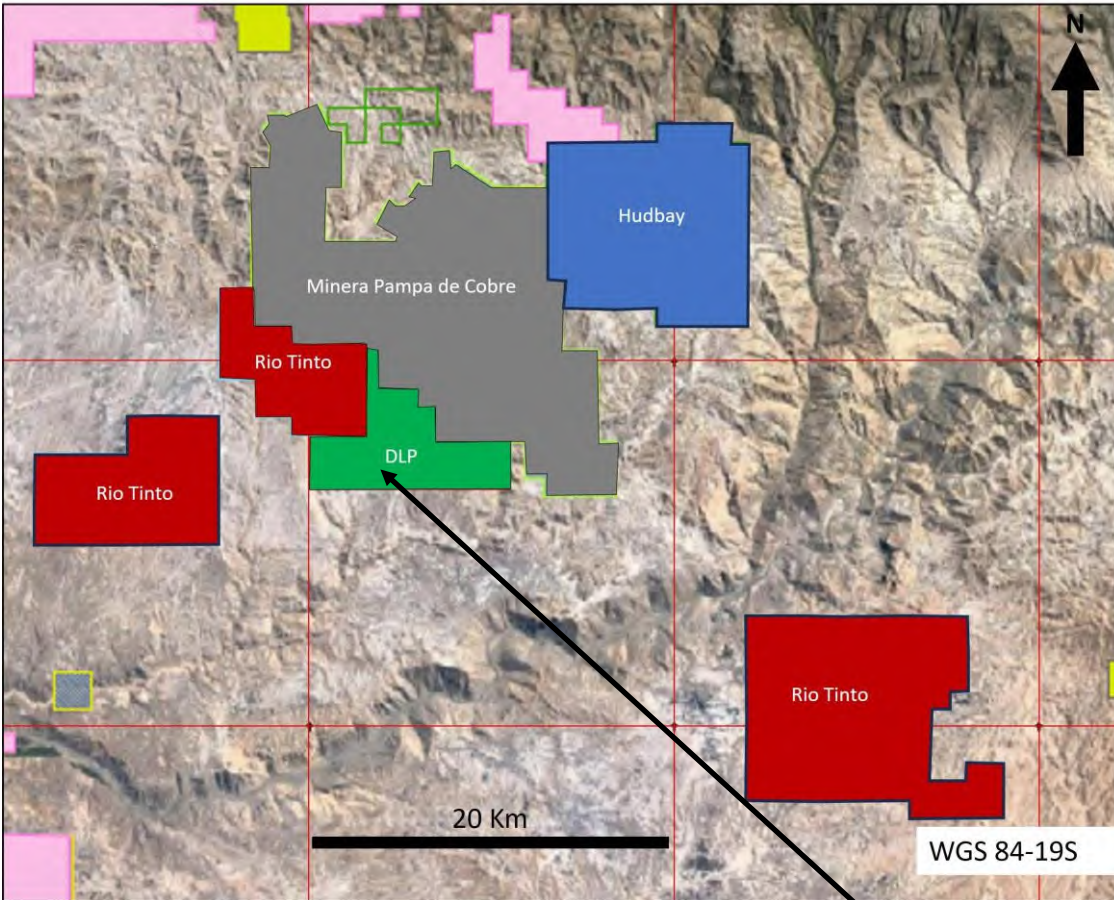 N
Hudbay
Minera Pampa de Cobre
Rio Tinto
DLP
Rio Tinto
Rio Tinto
20 Km
WGS 84-19S